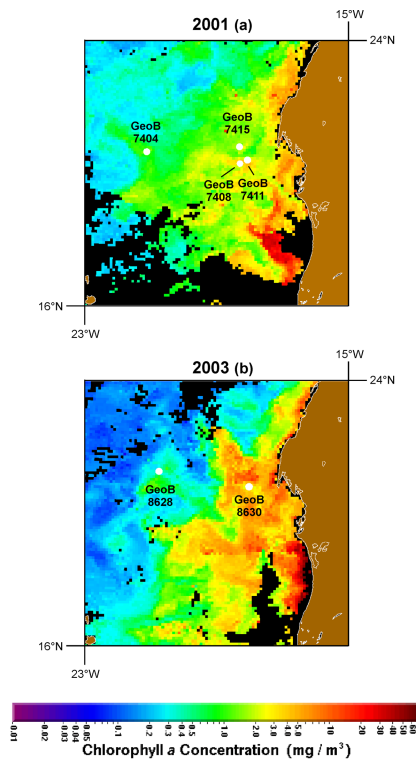 2001 (a)
15°W
24°N
GeoB
7404
GeoB
7415
GeoB
7408
GeoB
7411
16°N
23°W
2003 (b)
15°W
24°N
GeoB
8628
GeoB
8630
16°N
23°W
0.01 0.02 0.03 0.04 0.05 0.1 0.2 0.3 0.4 0.5 1.0 2.0 3.0 4.0 5.0 10 20 30 40 50 60
Chlorophyll a Concentration (mg / m³)